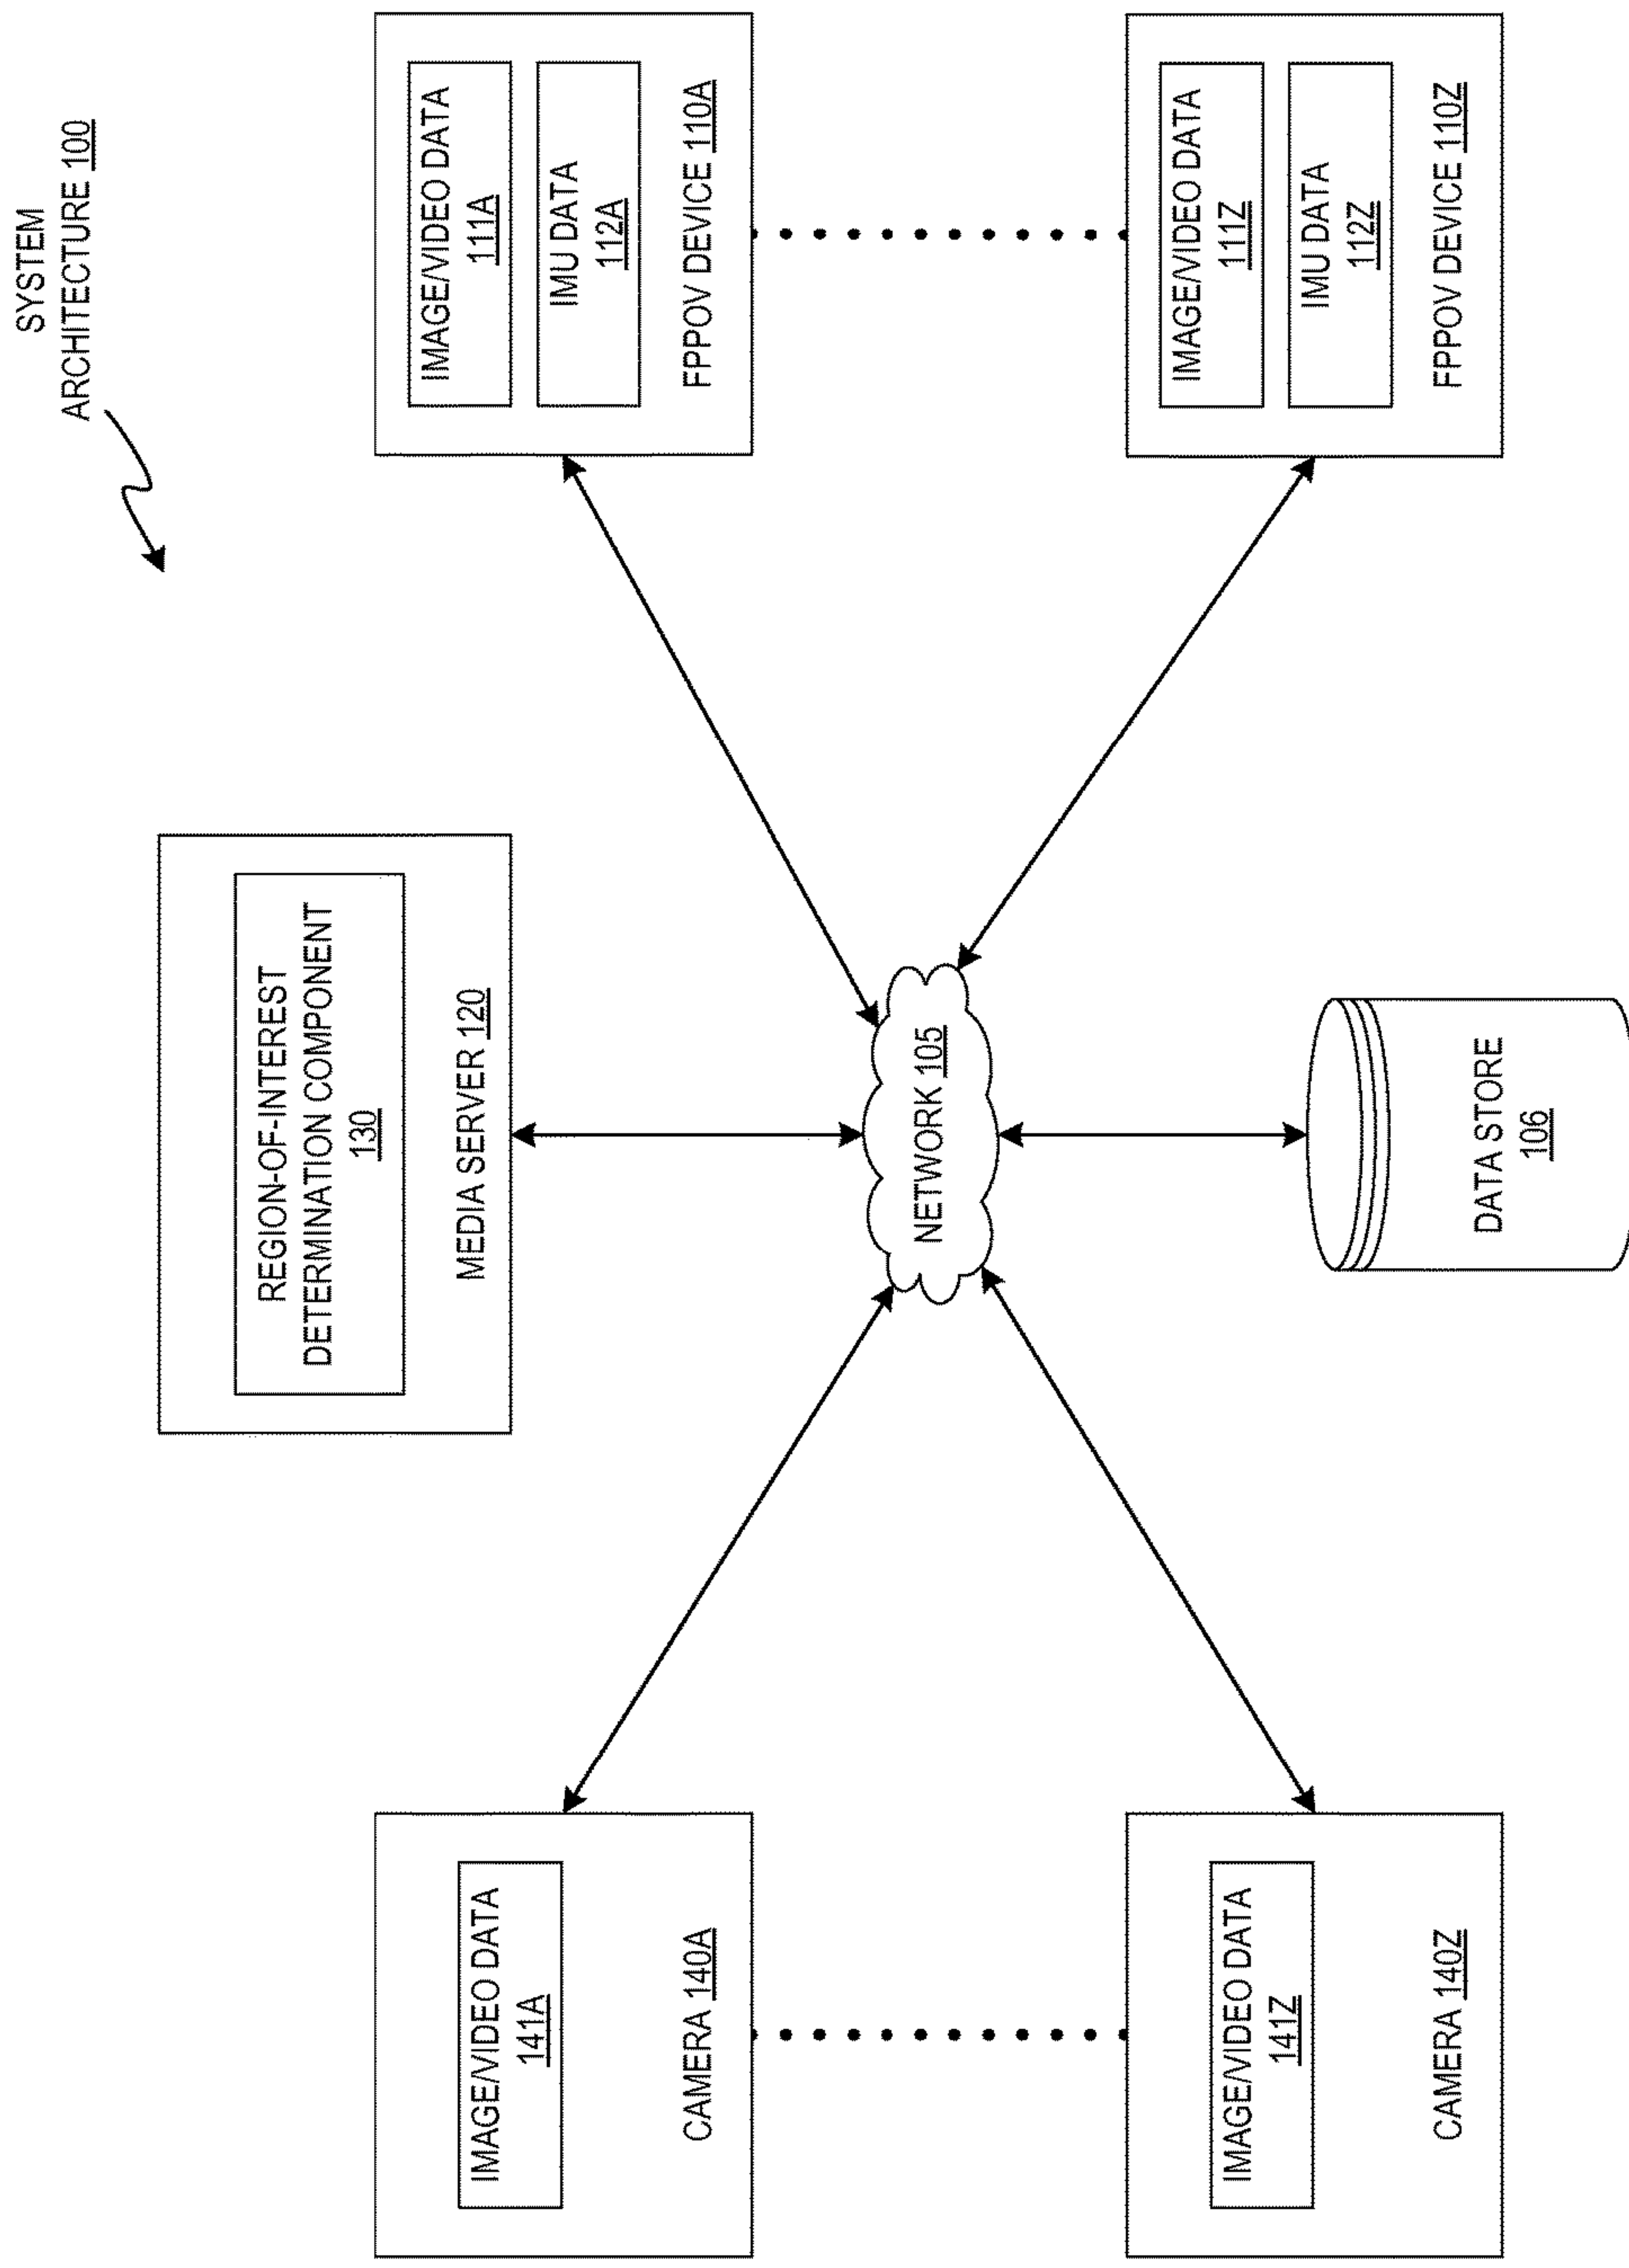 SYSTEM
ARCHITECTURE 100
REGION-OF-INTEREST
DETERMINATION COMPONENT
130
MEDIA SERVER 120
IMAGE/VIDEO DATA
141A
CAMERA 140A
IMAGE/VIDEO DATA
111A
IMU DATA
112A
FPPOV DEVICE 110A
NETWORK 105
IMAGE/VIDEO DATA
141Z
CAMERA 140Z
DATA STORE
106
IMAGE/VIDEO DATA
111Z
IMU DATA
112Z
FPPOV DEVICE 110Z